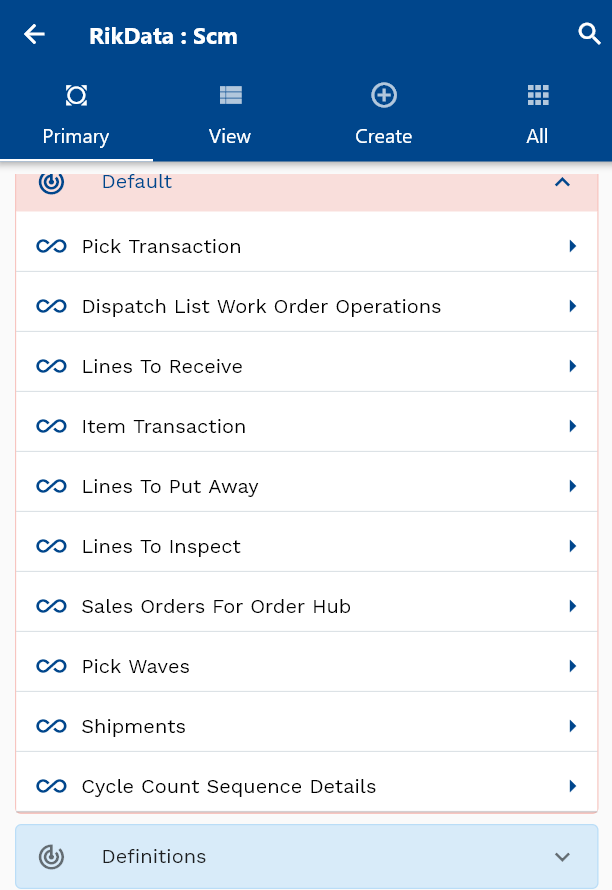 RikData : Scm
Primary
View
Create
All
Default
Pick Transaction
Dispatch List Work Order Operations
Lines To Receive
Item Transaction
Lines To Put Away
Lines To Inspect
Sales Orders For Order Hub
Pick Waves
Shipments
Cycle Count Sequence Details
Definitions